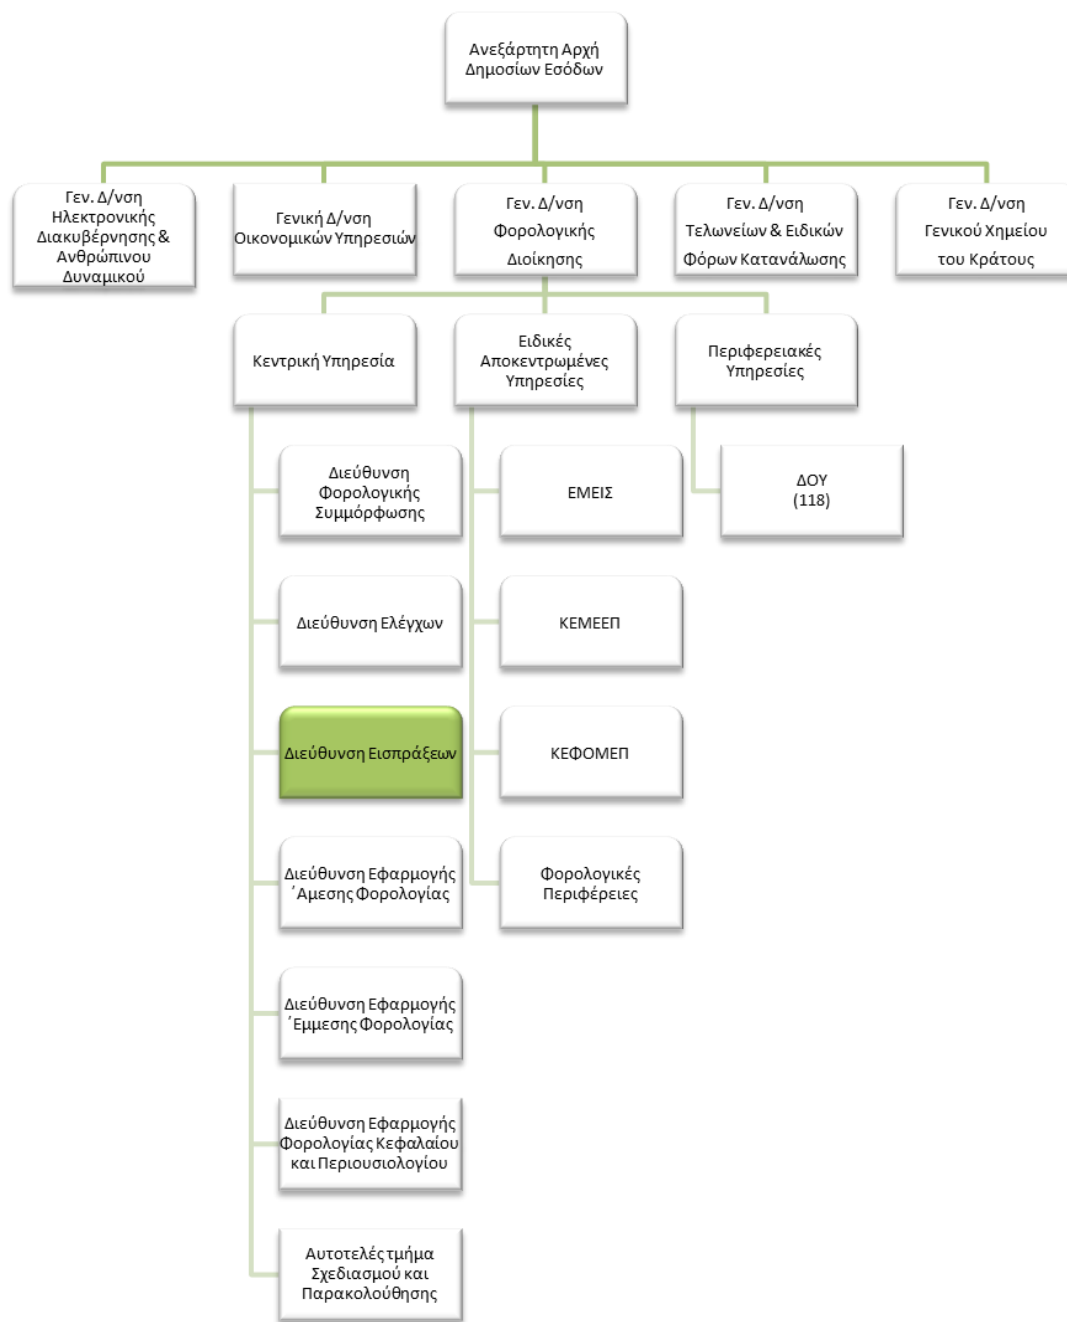 Ανεξάρτητη Αρχή
Δημοσίων Εσόδων
Γεν. Δ/νση
Ηλεκτρονικής
Διακυβέρνησης &
Ανθρώπινου
Δυναμικού
Γενική Δ/νση
Οικονομικών Υπηρεσιών
Γεν. Δ/νση
Φορολογικής
Διοίκησης
Γεν. Δ/νση
Τελωνείων & Ειδικών
Φόρων Κατανάλωσης
Γεν. Δ/νση
Γενικού Χημείου
του Κράτους
Κεντρική Υπηρεσία
Ειδικές
Αποκεντρωμένες
Υπηρεσίες
Περιφερειακές
Υπηρεσίες
Διεύθυνση
Φορολογικής
Συμμόρφωσης
ΕΜΕΙΣ
ΔΟΥ
(118)
Διεύθυνση Ελέγχων
ΚΕΜΕΕΠ
Διεύθυνση Εισπράξεων
ΚΕΦΟΜΕΠ
Διεύθυνση Εφαρμογής
΄Αμεσης Φορολογίας
Φορολογικές
Περιφέρειες
Διεύθυνση Εφαρμογής
΄Εμμεσης Φορολογίας
Διεύθυνση Εφαρμογής
Φορολογίας Κεφαλαίου
και Περιουσιολογίου
Αυτοτελές τμήμα
Σχεδιασμού και
Παρακολούθησης